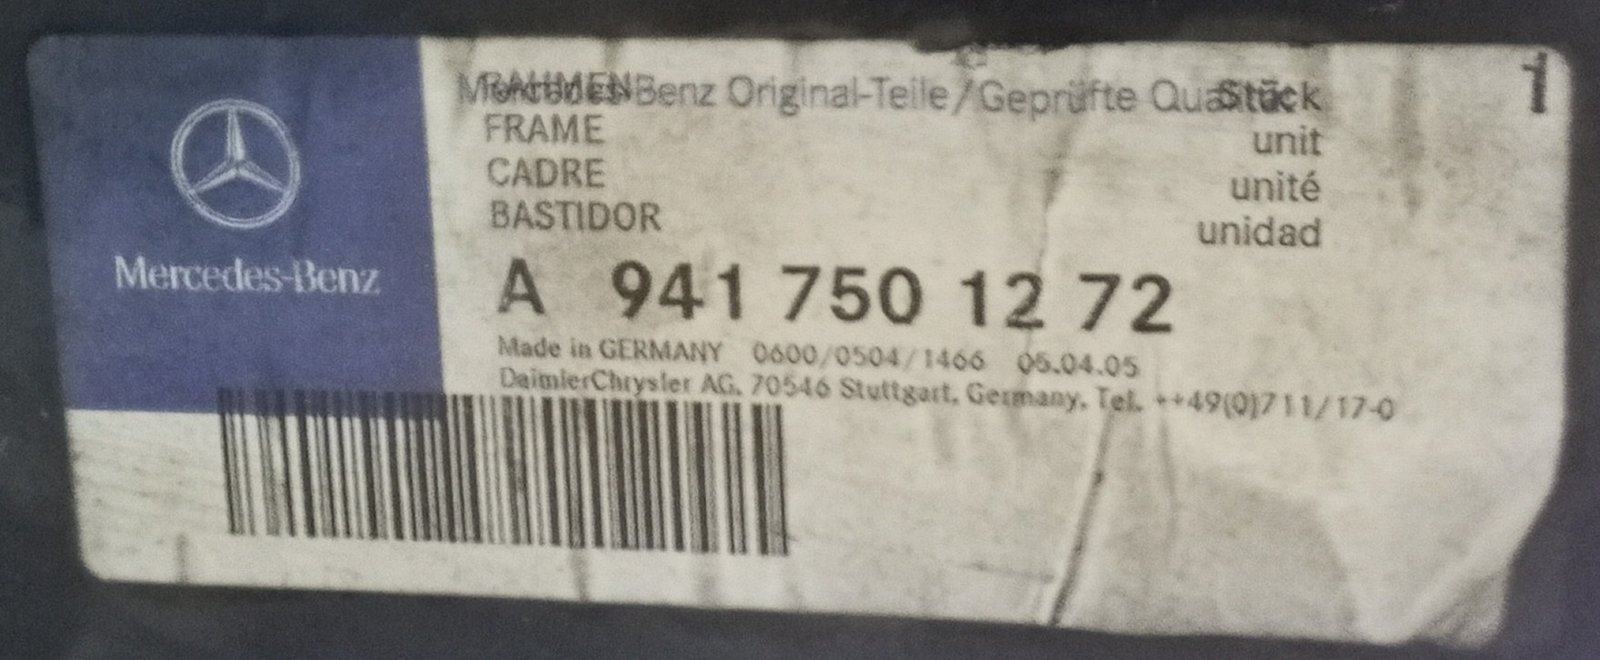 Mercedes-Benz
Mercedes-Benz Original-Teile/Geprüfte Qualität
RAHMEN Stück 1
FRAME unit
CADRE unité
BASTIDOR unidad
A 941 750 12 72
Made in GERMANY 0600/0504/1466 05.04.05
DaimlerChrysler AG, 70546 Stuttgart, Germany, Tel. ++49(0)711/17-0